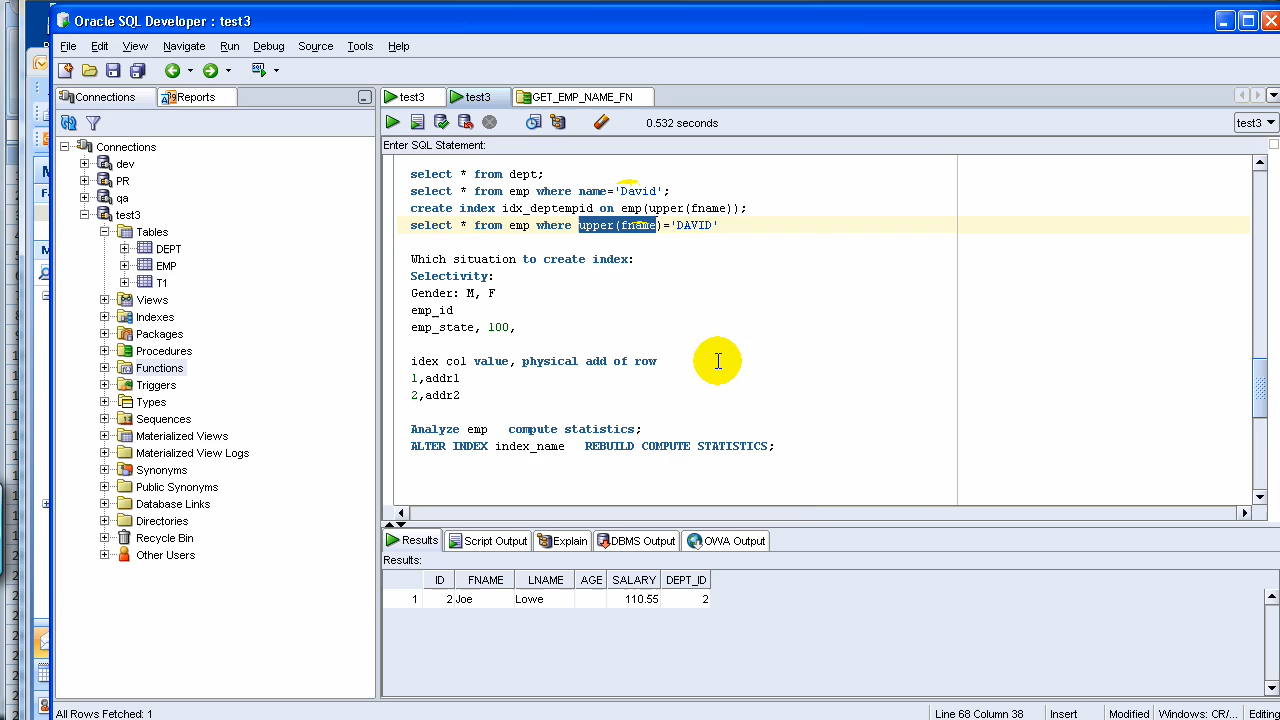 Oracle SQL Developer : test3
File Edit View Navigate Run Debug Source Tools Help
Connections Reports
test3 test3 GET_EMP_NAME_FN
0.532 seconds test3
Enter SQL Statement:
Connections
dev
PR
qa
test3
Tables
DEPT
EMP
T1
Views
Indexes
Packages
Procedures
Functions
Triggers
Types
Sequences
Materialized Views
Materialized View Logs
Synonyms
Public Synonyms
Database Links
Directories
Recycle Bin
Other Users
select * from dept;
select * from emp where name='David';
create index idx_deptempid on emp(upper(fname));
select * from emp where upper(fname)='DAVID'
Which situation to create index:
Selectivity:
Gender: M, F
emp_id
emp_state, 100,
idex col value, physical add of row
1,addr1
2,addr2
Analyze emp compute statistics;
ALTER INDEX index_name REBUILD COMPUTE STATISTICS;
Results Script Output Explain DBMS Output OWA Output
Results:
ID FNAME LNAME AGE SALARY DEPT_ID
1 2 Joe Lowe 110.55 2
All Rows Fetched: 1 Line 68 Column 38 Insert Modified Windows: CR/... Editing